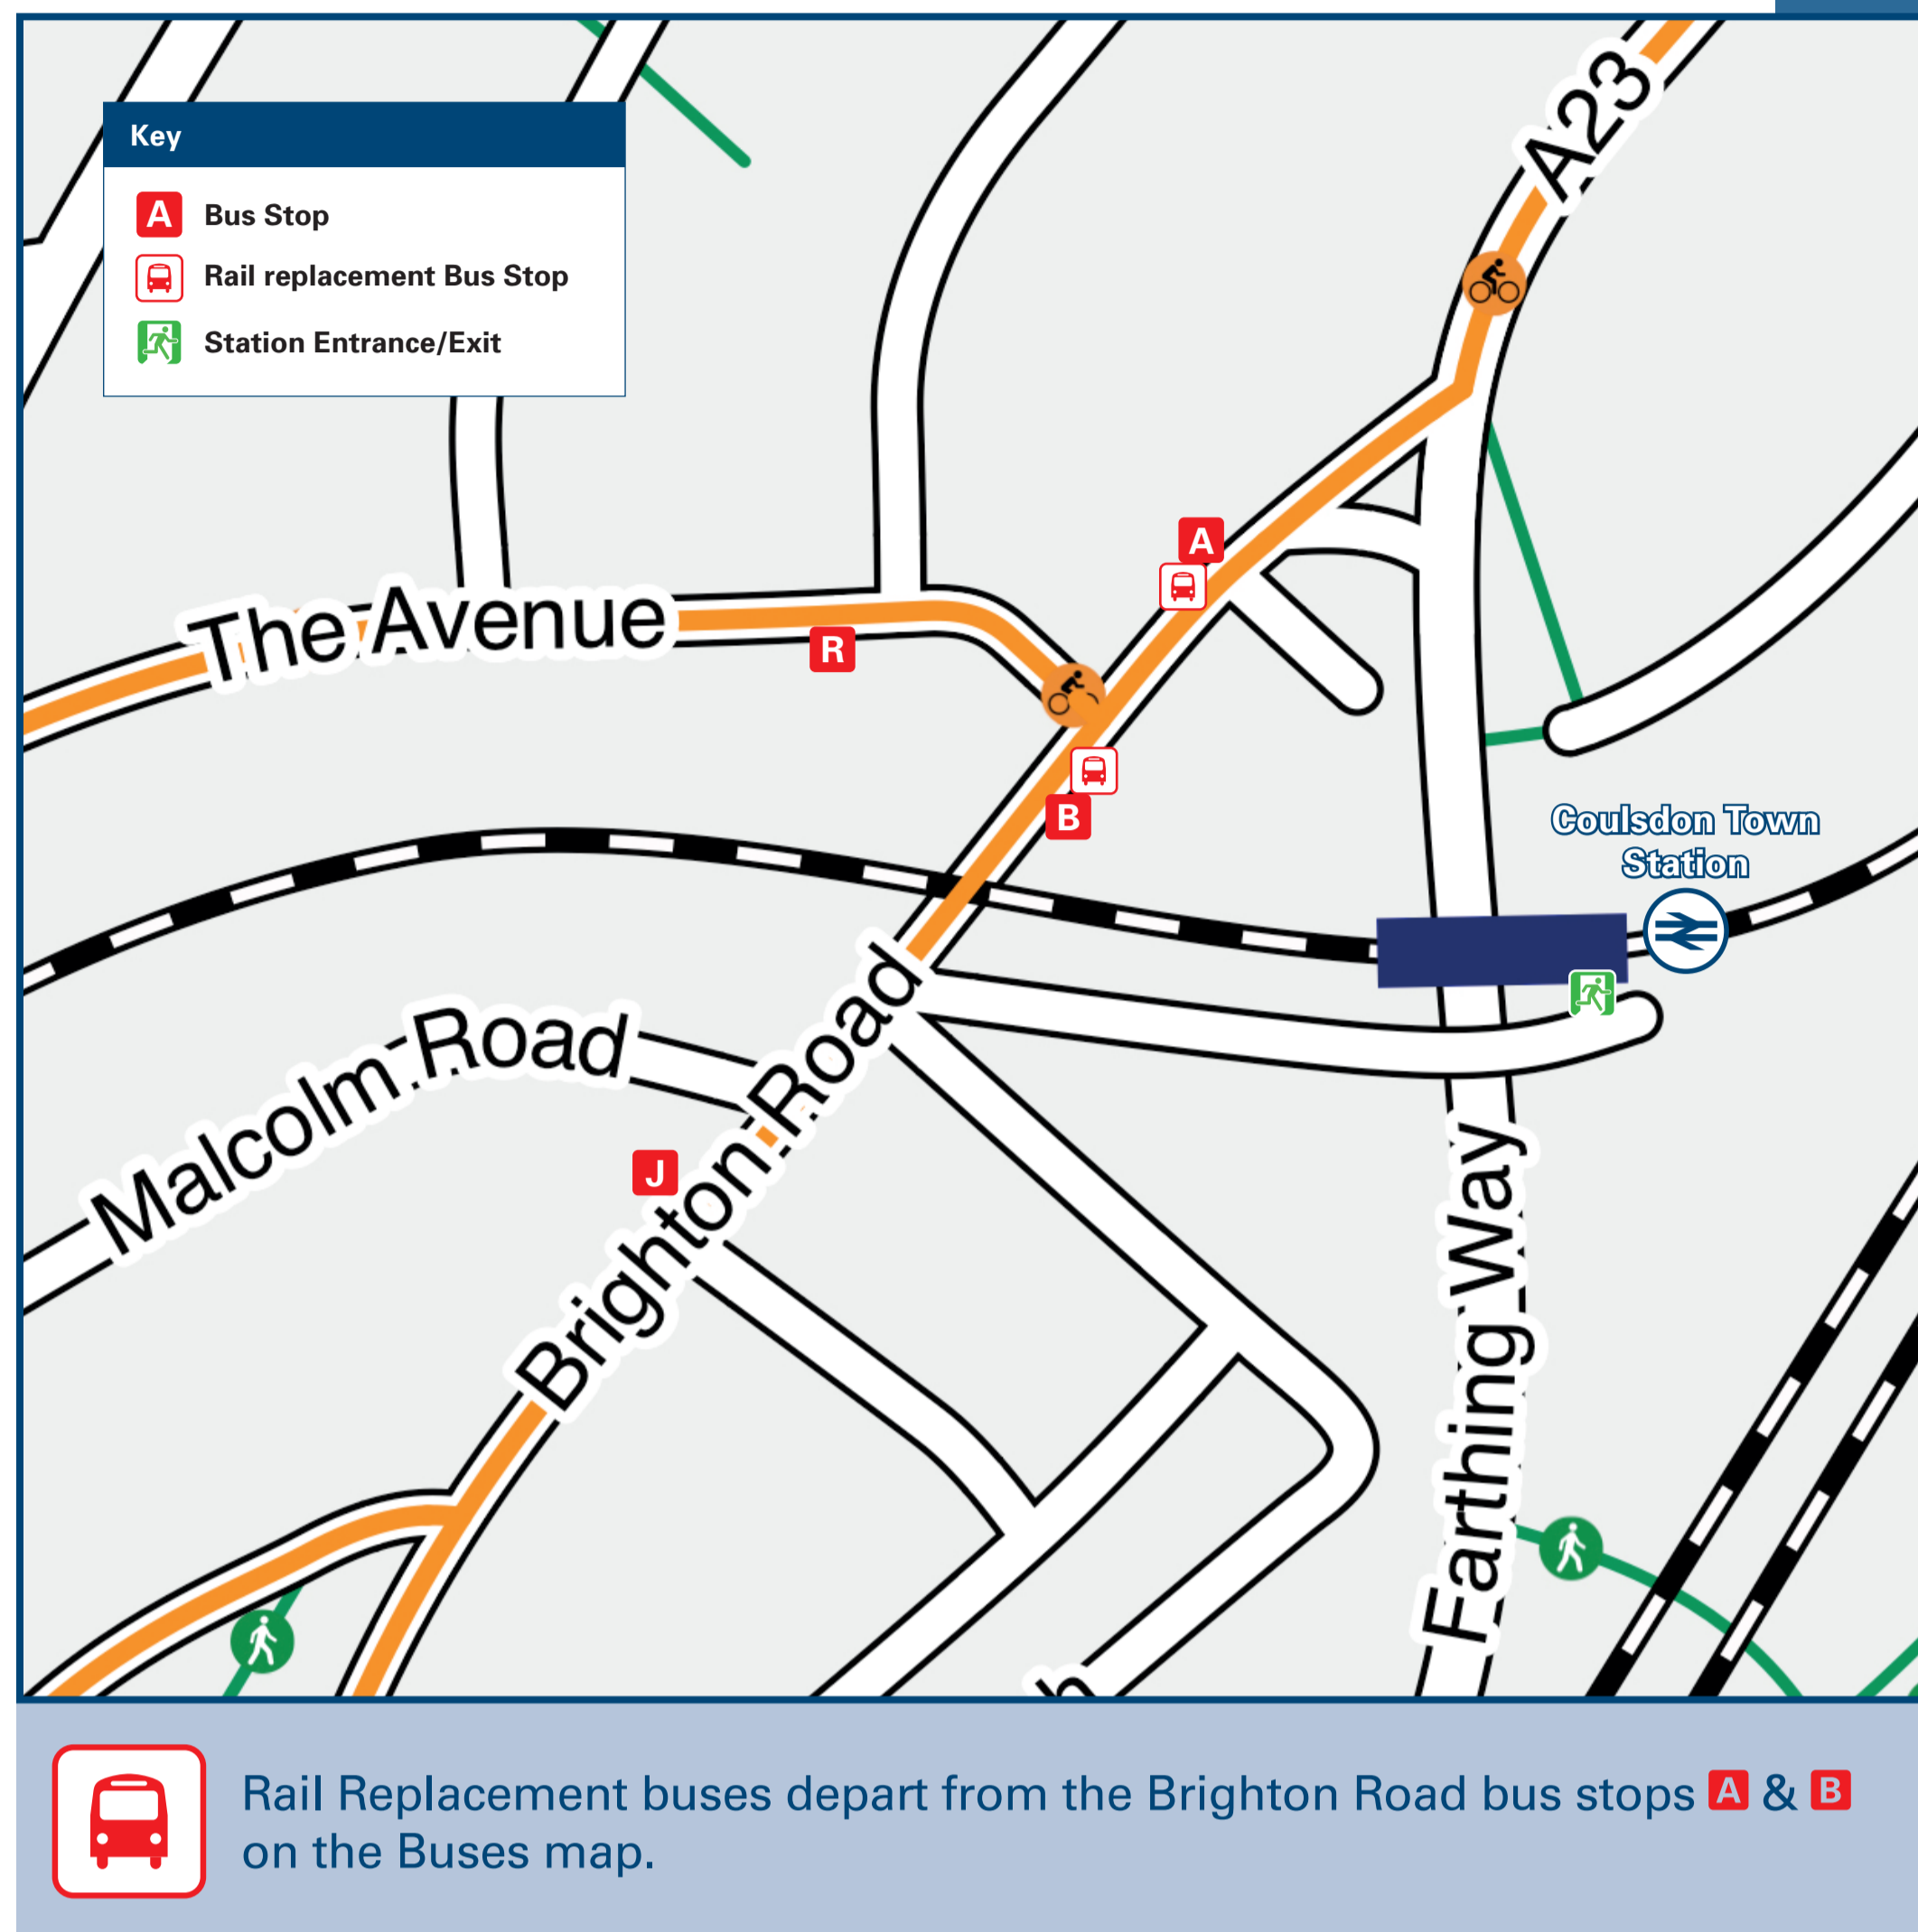 A23
Key
A Bus Stop
Rail replacement Bus Stop
Station Entrance/Exit
A
The Avenue
R
B
Coulsdon Town
Station
Malcolm Road
Brighton Road
J
Farthing Way
h
Rail Replacement buses depart from the Brighton Road bus stops A & B
on the Buses map.